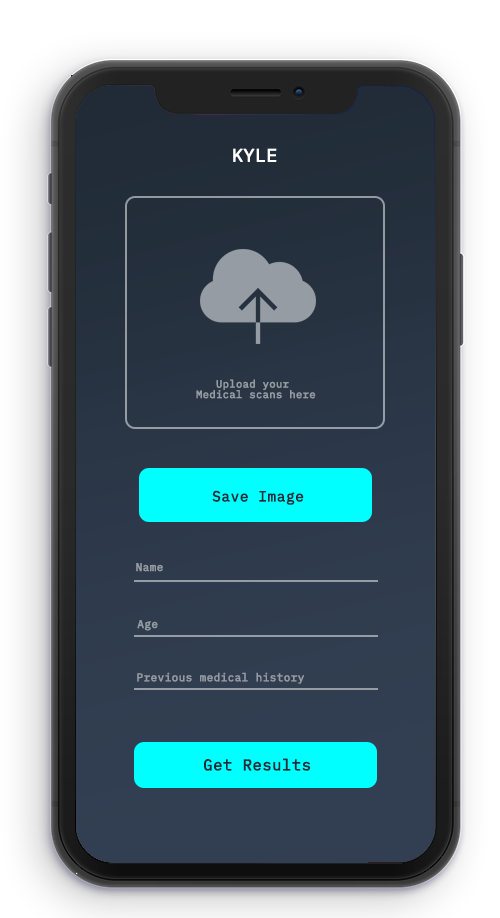 KYLE
Upload your
Medical scans here
Save Image
Name
Age
Previous medical history
Get Results